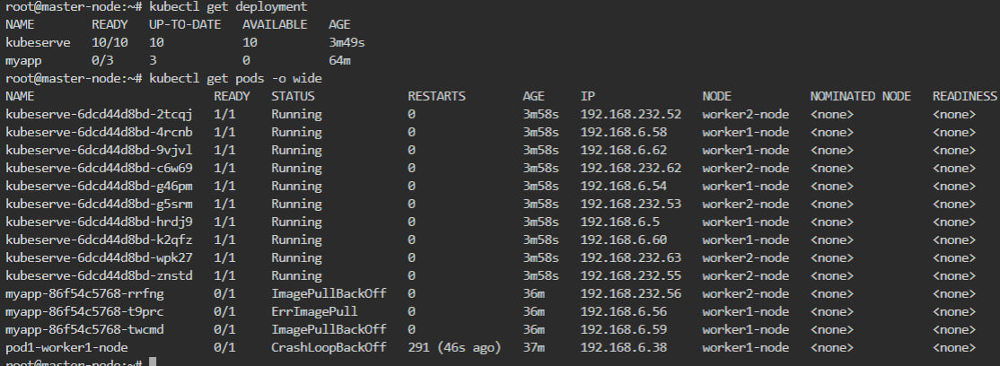 root@master-node:~# kubectl get deployment
NAME READY UP-TO-DATE AVAILABLE AGE
kubeserve 10/10 10 10 3m49s
myapp 0/3 3 0 64m
root@master-node:~# kubectl get pods -o wide
NAME READY STATUS RESTARTS AGE IP NODE NOMINATED NODE READINESS
kubeserve-6dcd44d8bd-2tcqj 1/1 Running 0 3m58s 192.168.232.52 worker2-node <none> <none>
kubeserve-6dcd44d8bd-4rcnb 1/1 Running 0 3m58s 192.168.6.58 worker1-node <none> <none>
kubeserve-6dcd44d8bd-9vjvl 1/1 Running 0 3m58s 192.168.6.62 worker1-node <none> <none>
kubeserve-6dcd44d8bd-c6w69 1/1 Running 0 3m58s 192.168.232.62 worker2-node <none> <none>
kubeserve-6dcd44d8bd-g46pm 1/1 Running 0 3m58s 192.168.6.54 worker1-node <none> <none>
kubeserve-6dcd44d8bd-g5srm 1/1 Running 0 3m58s 192.168.232.53 worker2-node <none> <none>
kubeserve-6dcd44d8bd-hrdj9 1/1 Running 0 3m58s 192.168.6.5 worker1-node <none> <none>
kubeserve-6dcd44d8bd-k2qfz 1/1 Running 0 3m58s 192.168.6.60 worker1-node <none> <none>
kubeserve-6dcd44d8bd-wpk27 1/1 Running 0 3m58s 192.168.232.63 worker2-node <none> <none>
kubeserve-6dcd44d8bd-znstd 1/1 Running 0 3m58s 192.168.232.55 worker2-node <none> <none>
myapp-86f54c5768-rrfng 0/1 ImagePullBackOff 0 36m 192.168.232.56 worker2-node <none> <none>
myapp-86f54c5768-t9prc 0/1 ErrImagePull 0 36m 192.168.6.56 worker1-node <none> <none>
myapp-86f54c5768-twcmd 0/1 ImagePullBackOff 0 36m 192.168.6.59 worker1-node <none> <none>
pod1-worker1-node 0/1 CrashLoopBackOff 291 (46s ago) 37m 192.168.6.38 worker1-node <none> <none>
root@master-node:~#